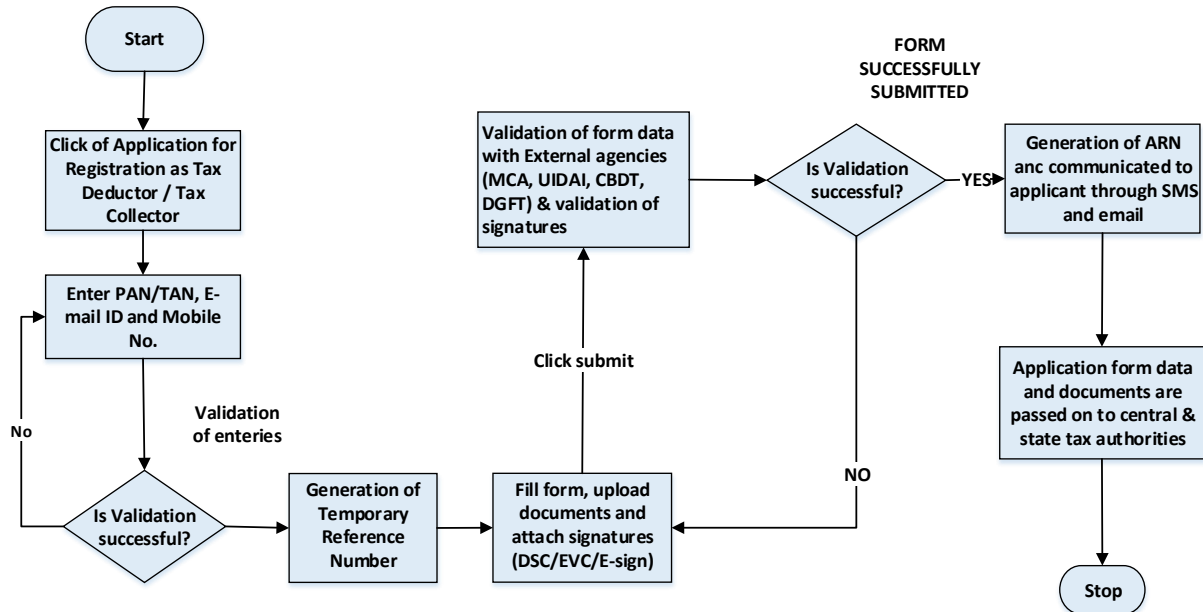 Start
Click of Application for
Registration as Tax
Deductor / Tax
Collector
Enter PAN/TAN, E-
mail ID and Mobile
No.
No
Validation
of enteries
Is Validation
successful?
Generation of
Temporary
Reference
Number
Fill form, upload
documents and
attach signatures
(DSC/EVC/E-sign)
Click submit
Validation of form data
with External agencies
(MCA, UIDAI, CBDT,
DGFT) & validation of
signatures
FORM
SUCCESSFULLY
SUBMITTED
Is Validation
successful?
YES
NO
Generation of ARN
anc communicated to
applicant through SMS
and email
Application form data
and documents are
passed on to central &
state tax authorities
Stop